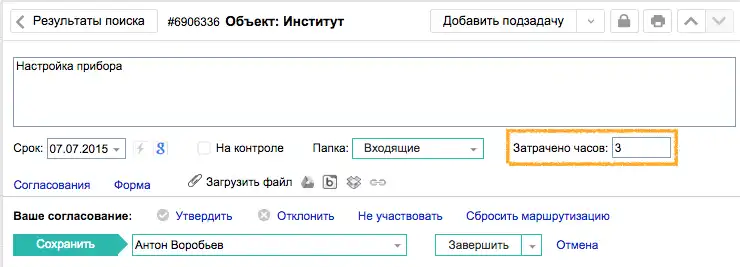 Результаты поиска #6906336 Объект: Институт Добавить подзадачу
Настройка прибора
Срок: 07.07.2015 На контроле Папка: Входящие Затрачено часов: 3
Согласования Форма Загрузить файл
Ваше согласование: Утвердить Отклонить Не участвовать Сбросить маршрутизацию
Сохранить Антон Воробьев Завершить Отмена